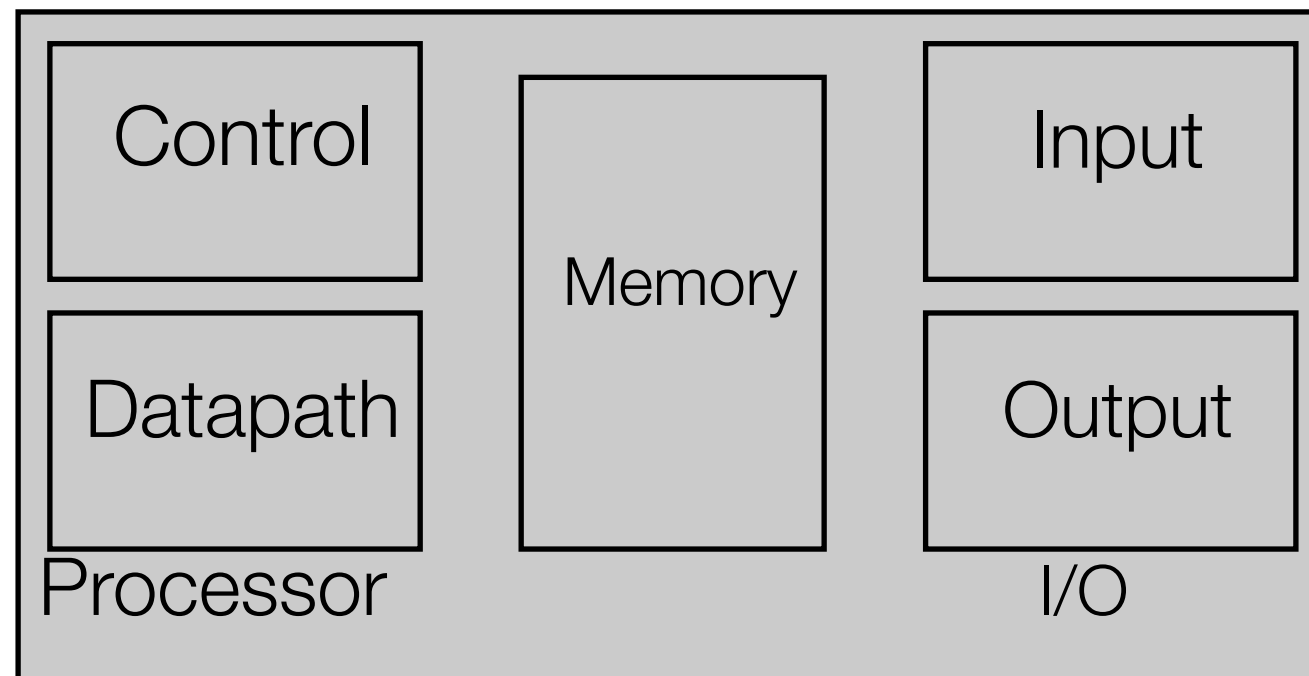 Control
Datapath
Processor
Memory
Input
Output
I/O